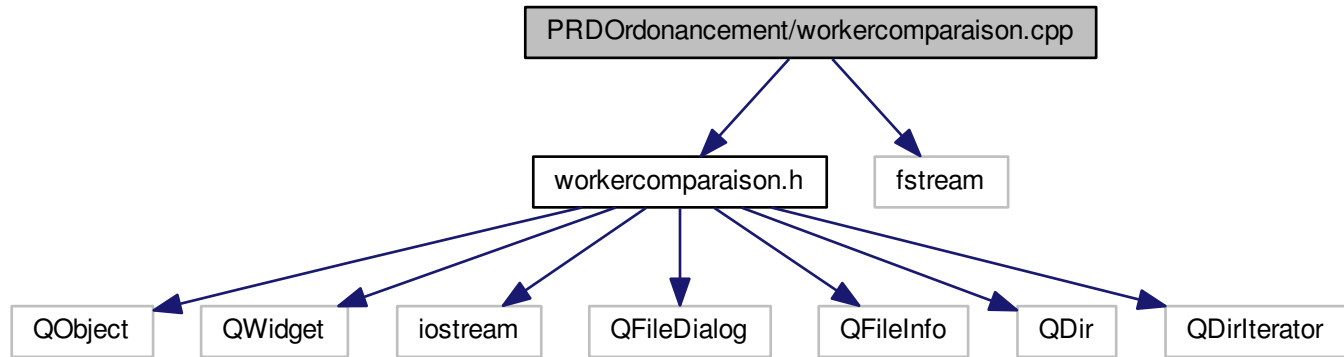 PRDOrdonancement/workercomparaison.cpp
workercomparaison.h
fstream
QObject
QWidget
iostream
QFileDialog
QFileInfo
QDir
QDirIterator